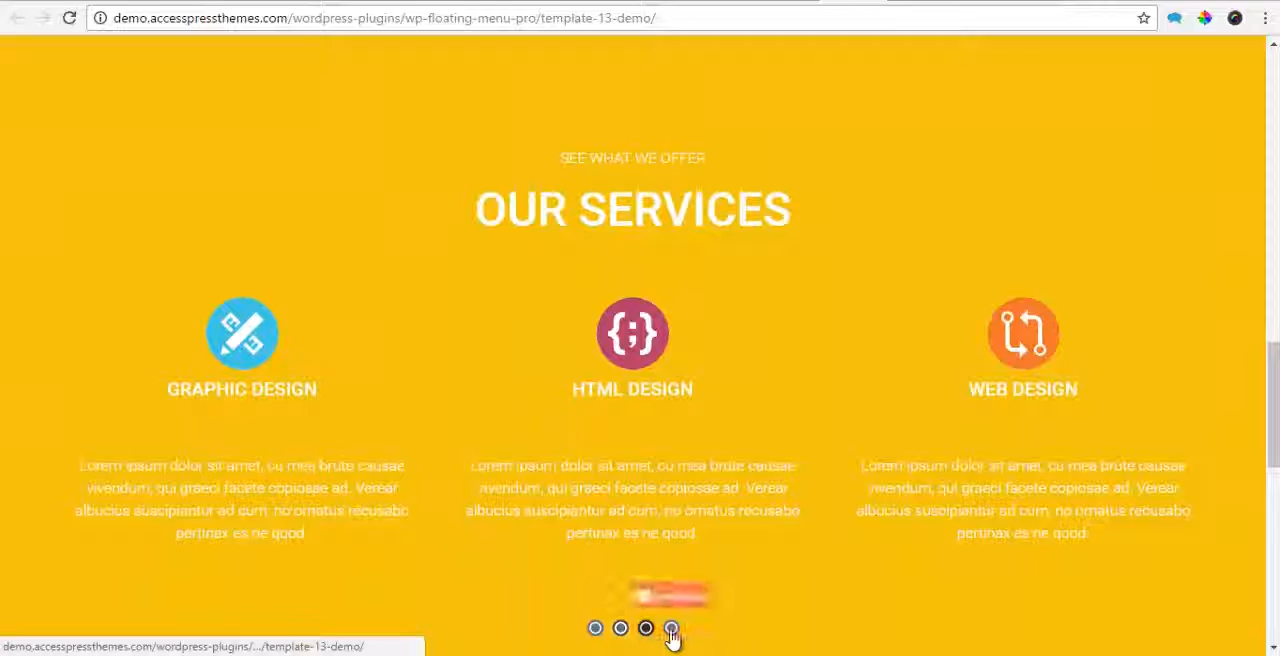 demo.accesspressthemes.com/wordpress-plugins/wp-floating-menu-pro/template-13-demo/
SEE WHAT WE OFFER
OUR SERVICES
{;}
GRAPHIC DESIGN
HTML DESIGN
WEB DESIGN
Lorem ipsum dolor sit amet, cu mea brute causae
vivendum, qui graeci facete copiosae ad. Verear
albucius suscipiantur ad cum, no ornatus recusabo
pertinax es ne quod.
Lorem ipsum dolor sit amet, cu mea brute causae
vivendum, qui graeci facete copiosae ad. Verear
albucius suscipiantur ad cum, no ornatus recusabo
pertinax es ne quod.
Lorem ipsum dolor sit amet, cu mea brute causae
vivendum, qui graeci facete copiosae ad. Verear
albucius suscipiantur ad cum, no ornatus recusabo
pertinax es ne quod.
demo.accesspressthemes.com/wordpress-plugins/.../template-13-demo/